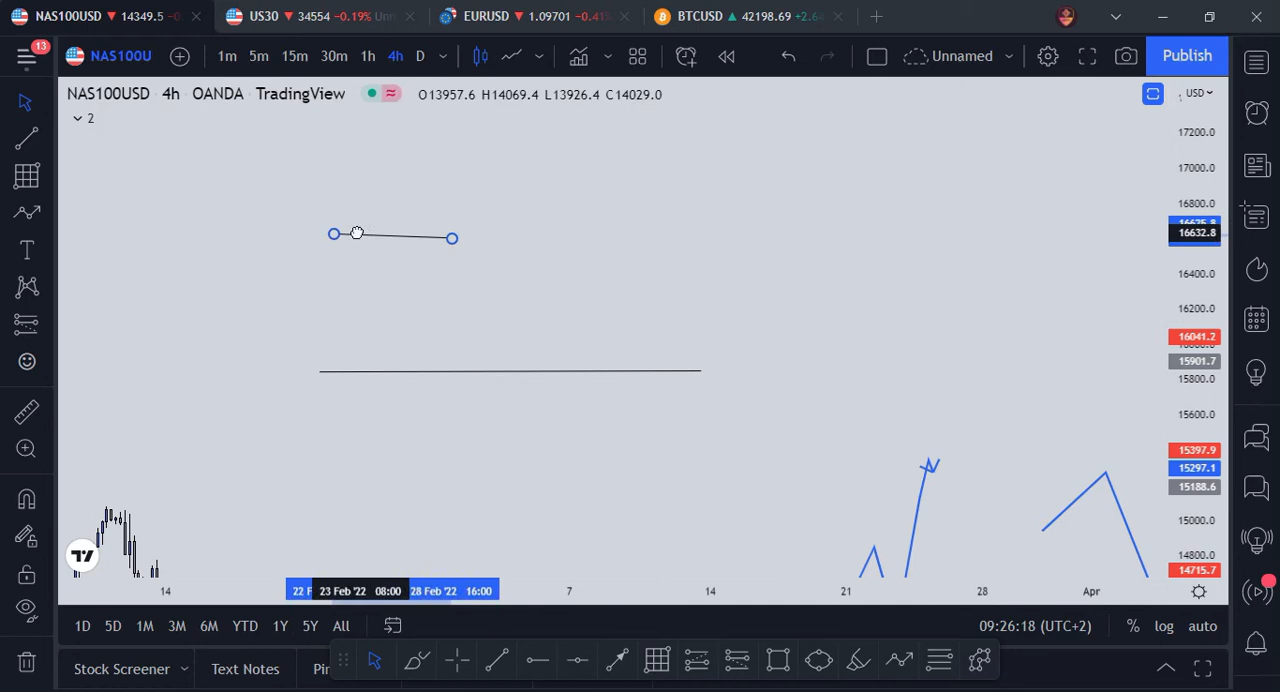 NAS100USD ▼ 14349.5
US30 ▼ 34554 −0.19%
EURUSD ▼ 1.09701 −0.41%
BTCUSD ▲ 42198.69
13
NAS100U 1m 5m 15m 30m 1h 4h D Unnamed Publish
NAS100USD 4h OANDA TradingView O13957.6 H14069.4 L13926.4 C14029.0 USD
2
17200.0
17000.0
16800.0
16632.8
16400.0
16200.0
16041.2
15901.7
15800.0
15600.0
15397.9
15297.1
15188.6
15000.0
14800.0
14715.7
14 23 Feb '22 08:00 28 Feb '22 16:00 7 14 21 28 Apr
1D 5D 1M 3M 6M YTD 1Y 5Y All 09:26:18 (UTC+2) % log auto
Stock Screener Text Notes